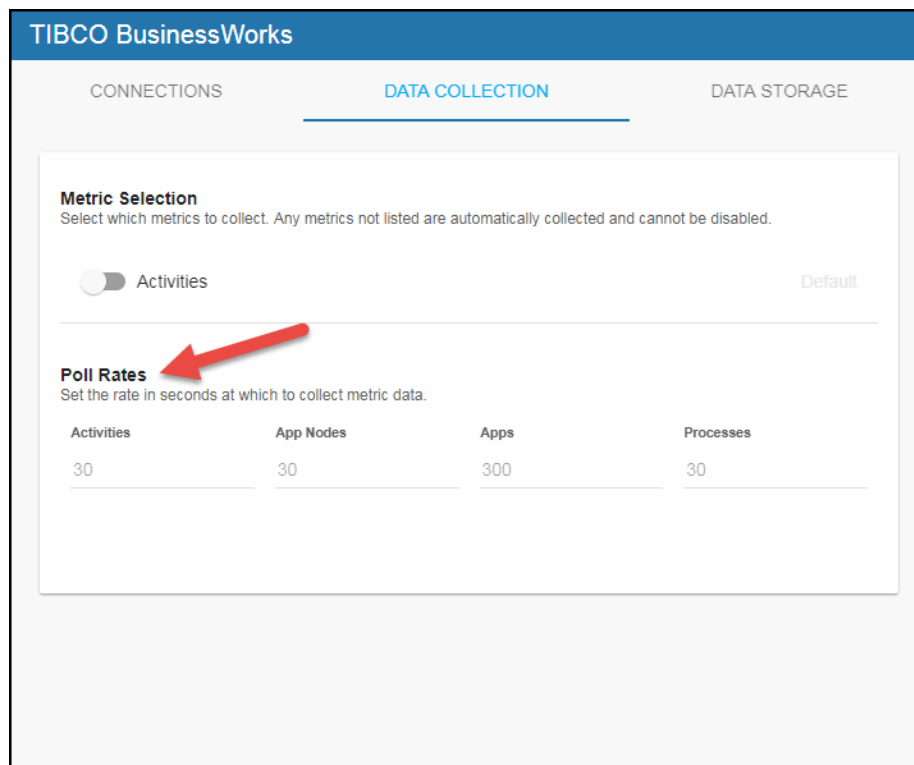 TIBCO BusinessWorks
CONNECTIONS DATA COLLECTION DATA STORAGE
Metric Selection
Select which metrics to collect. Any metrics not listed are automatically collected and cannot be disabled.
Activities Default
Poll Rates
Set the rate in seconds at which to collect metric data.
Activities App Nodes Apps Processes
30 30 300 30